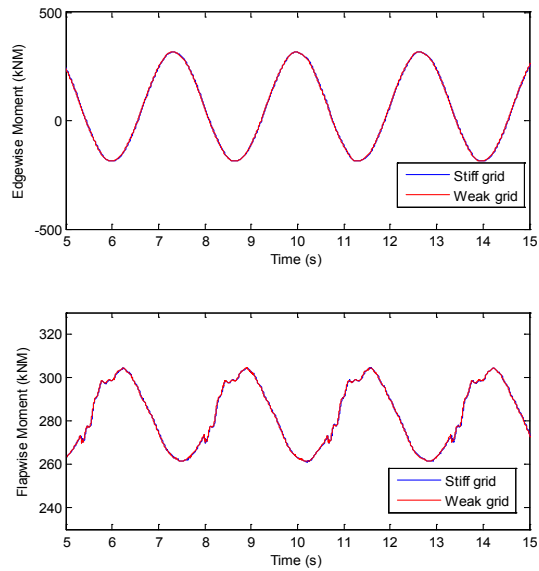 Edgewise Moment (kNM)
500
0
-500
Stiff grid
Weak grid
5 6 7 8 9 10 11 12 13 14 15
Time (s)
Flapwise Moment (kNM)
320
300
280
260
240
Stiff grid
Weak grid
5 6 7 8 9 10 11 12 13 14 15
Time (s)